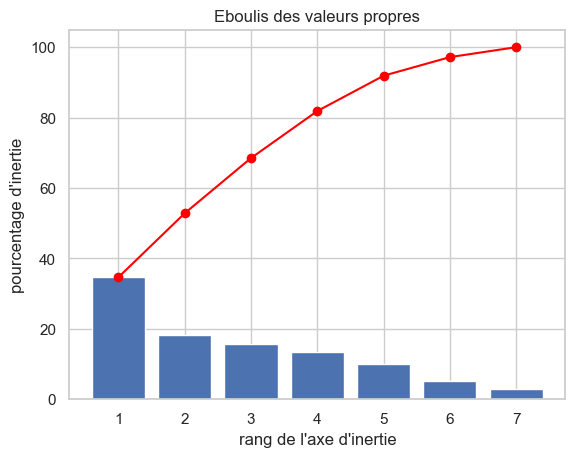 Eboulis des valeurs propres
pourcentage d'inertie
100
80
60
40
20
0
1 2 3 4 5 6 7
rang de l'axe d'inertie